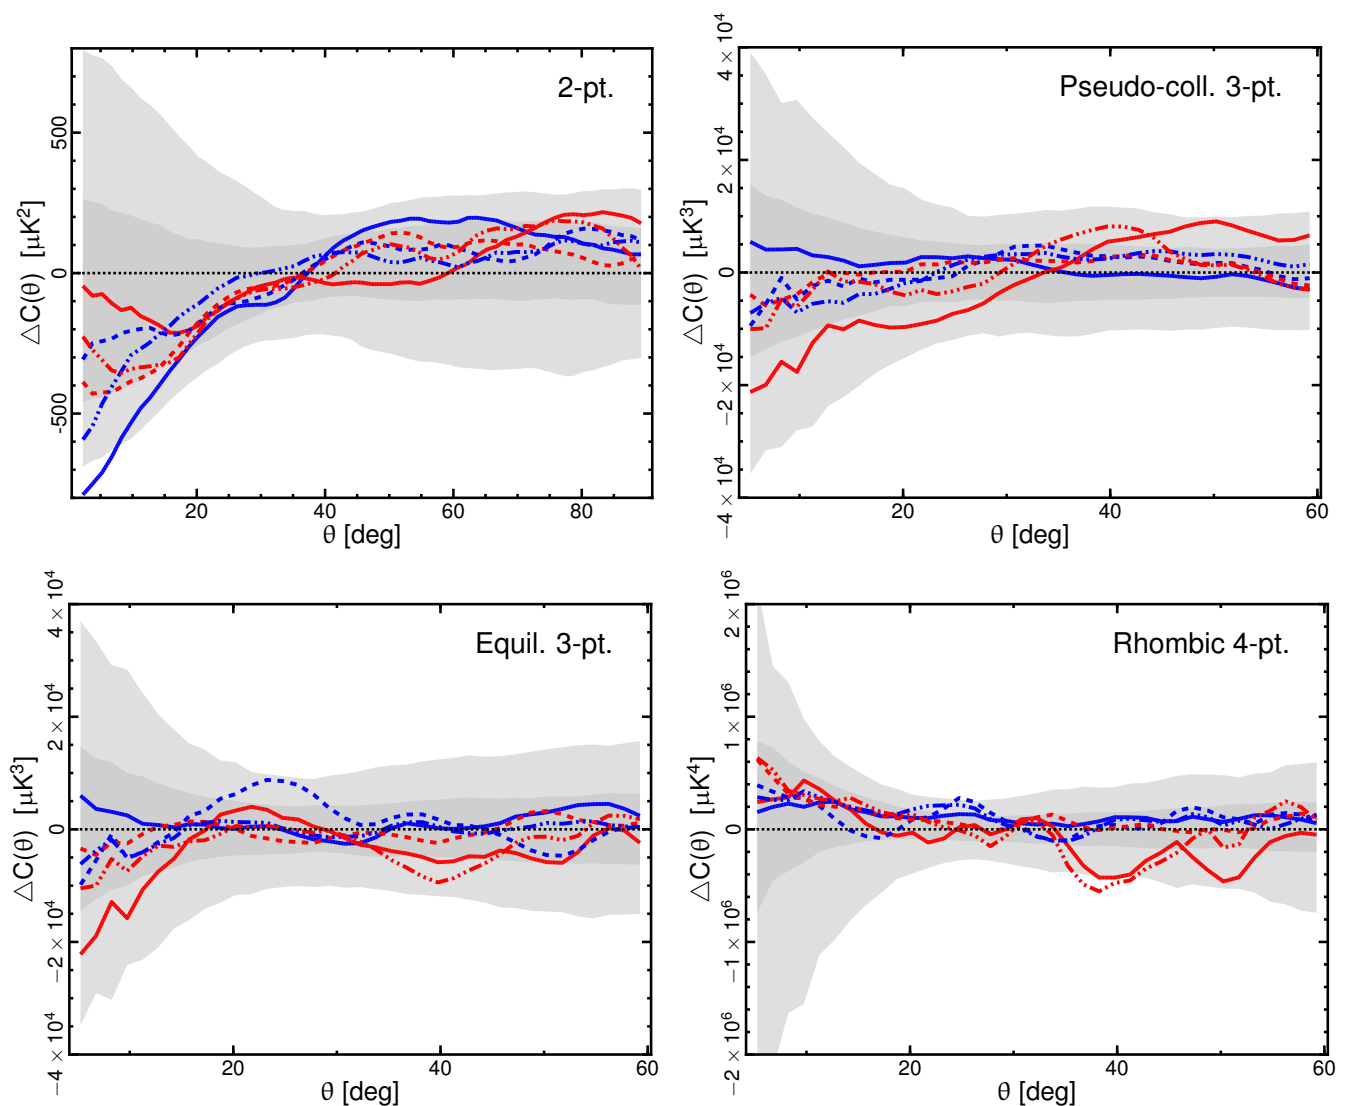 2-pt.
△C(θ) [μK²]
-500
0
500
20
40
60
80
θ [deg]
Pseudo-coll. 3-pt.
△C(θ) [μK³]
−4 × 10⁴
−2 × 10⁴
0
2 × 10⁴
4 × 10⁴
20
40
60
θ [deg]
Equil. 3-pt.
△C(θ) [μK³]
−4 × 10⁴
−2 × 10⁴
0
2 × 10⁴
4 × 10⁴
20
40
60
θ [deg]
Rhombic 4-pt.
△C(θ) [μK⁴]
−2 × 10⁶
−1 × 10⁶
0
1 × 10⁶
2 × 10⁶
20
40
60
θ [deg]